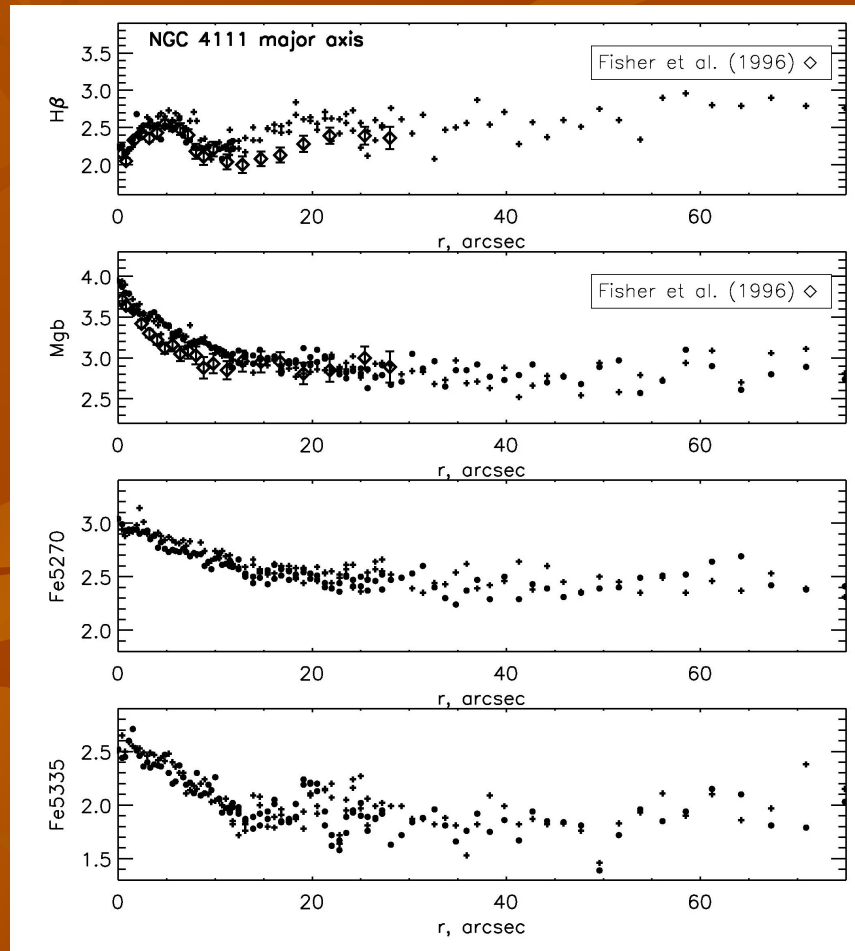 NGC 4111 major axis
Fisher et al. (1996)
Hβ
3.5
3.0
2.5
2.0
0 20 40 60
r, arcsec
Fisher et al. (1996)
Mgb
4.0
3.5
3.0
2.5
0 20 40 60
r, arcsec
Fe5270
3.0
2.5
2.0
0 20 40 60
r, arcsec
Fe5335
2.5
2.0
1.5
0 20 40 60
r, arcsec